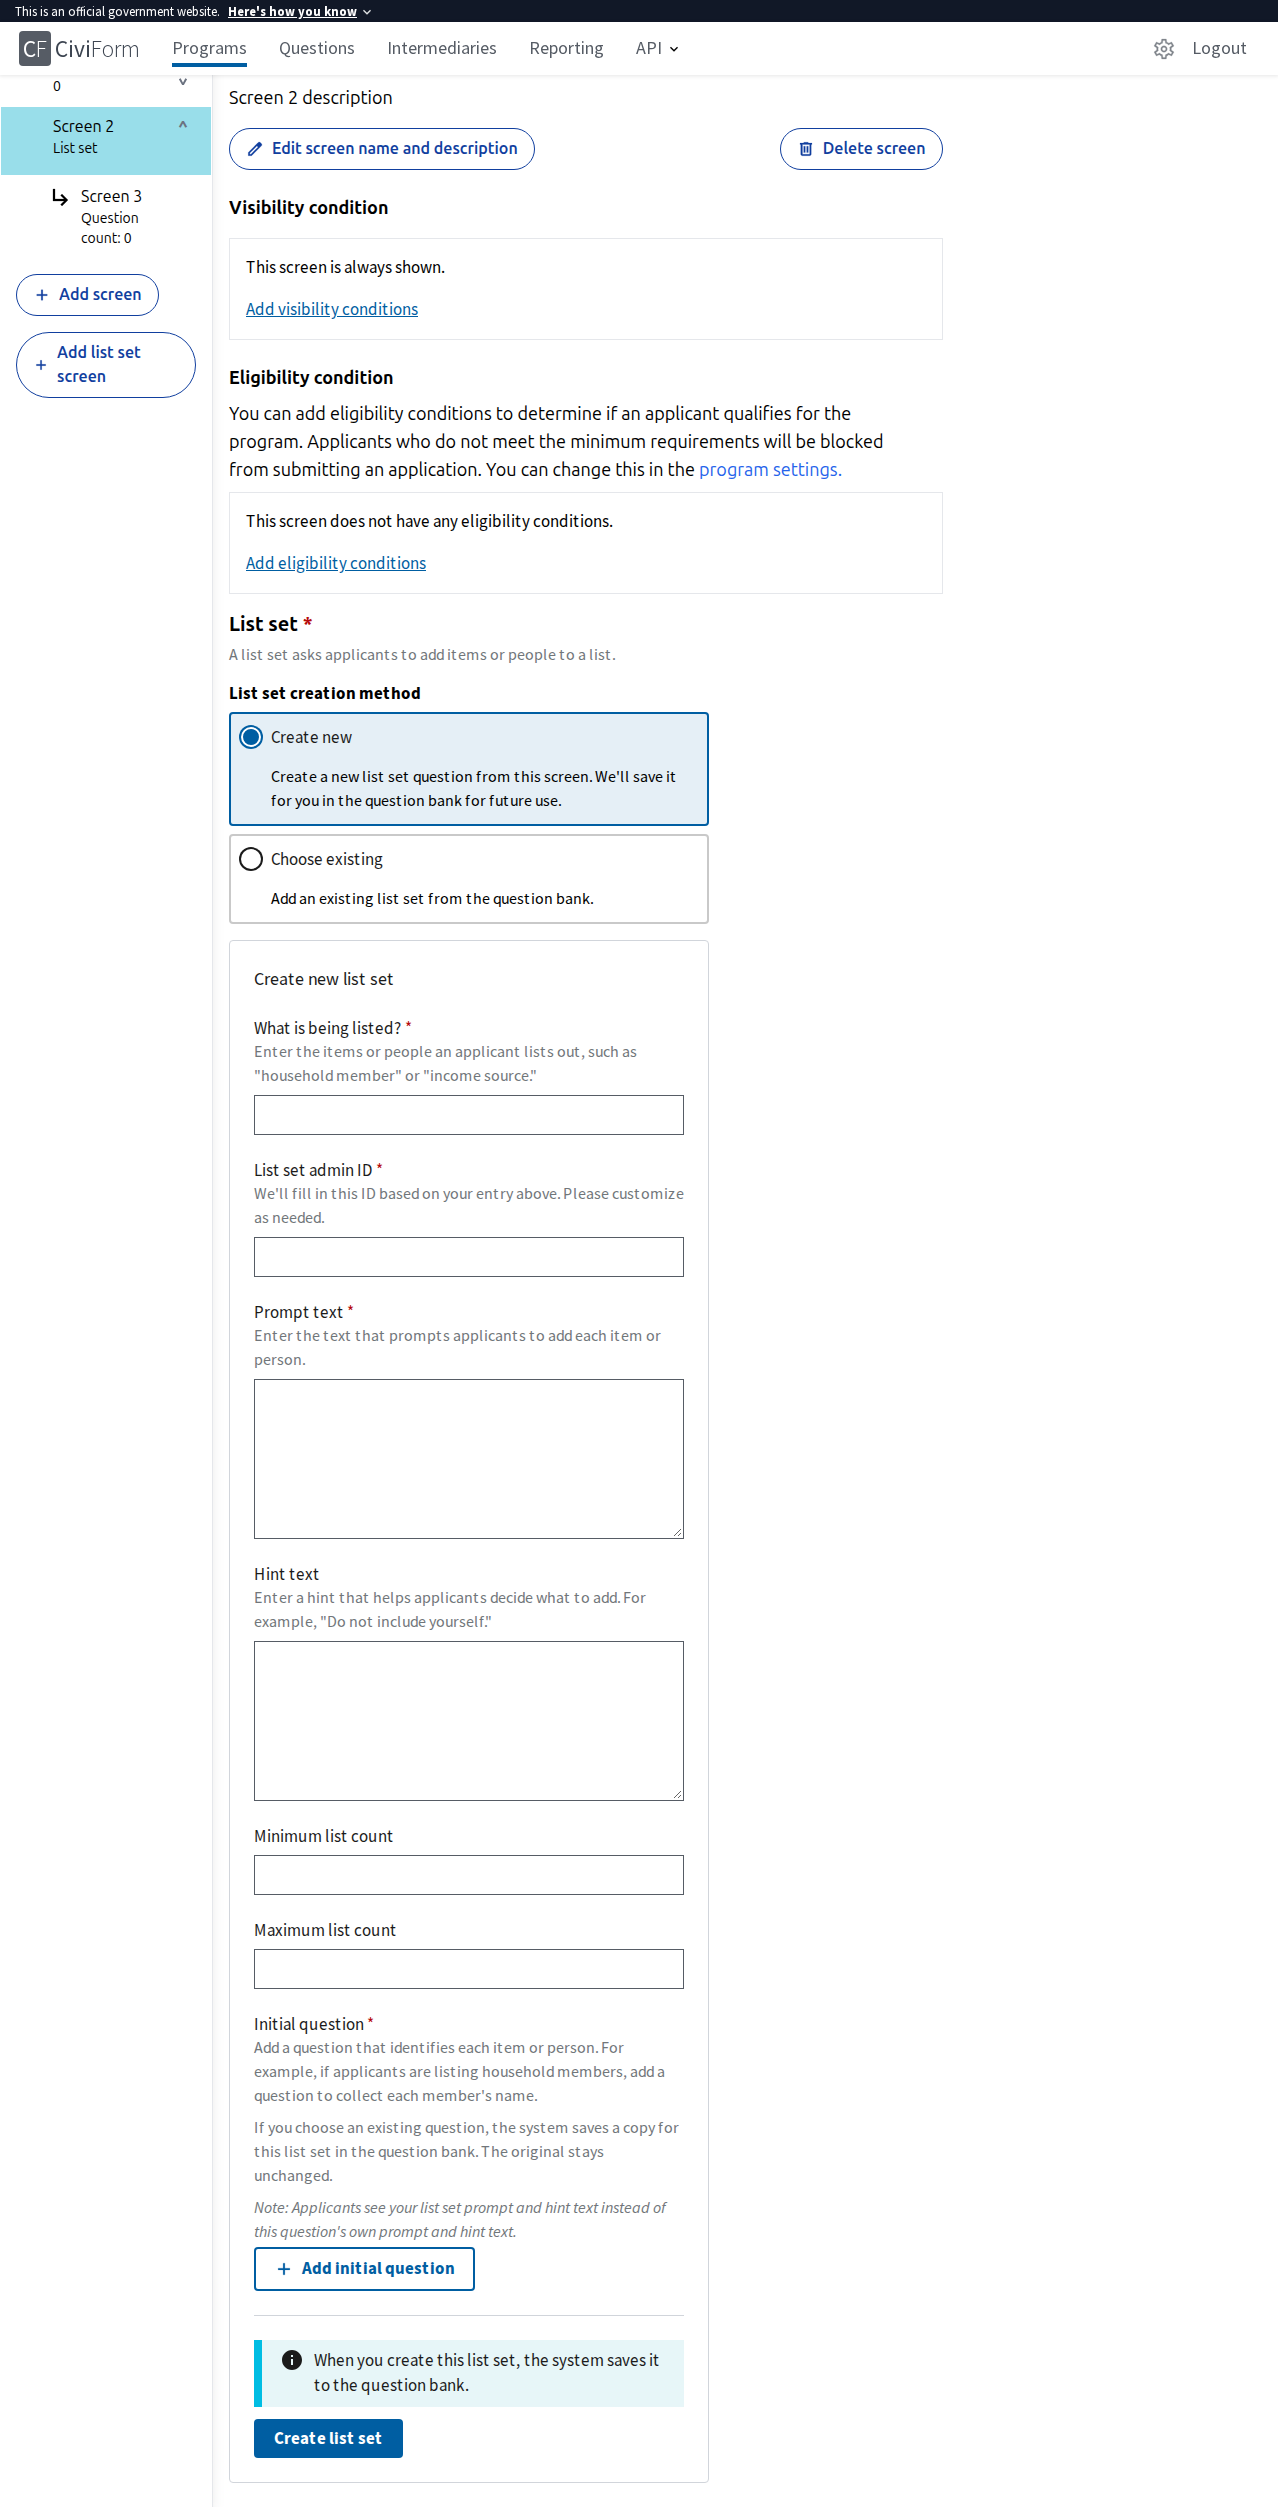 This is an official government website. Here's how you know
CF CiviForm Programs Questions Intermediaries Reporting API Logout
0
Screen 2
List set
Screen 3
Question
count: 0
Add screen
Add list set
screen
Screen 2 description
Edit screen name and description
Delete screen
Visibility condition
This screen is always shown.
Add visibility conditions
Eligibility condition
You can add eligibility conditions to determine if an applicant qualifies for the
program. Applicants who do not meet the minimum requirements will be blocked
from submitting an application. You can change this in the program settings.
This screen does not have any eligibility conditions.
Add eligibility conditions
List set *
A list set asks applicants to add items or people to a list.
List set creation method
Create new
Create a new list set question from this screen. We'll save it
for you in the question bank for future use.
Choose existing
Add an existing list set from the question bank.
Create new list set
What is being listed? *
Enter the items or people an applicant lists out, such as
"household member" or "income source."
List set admin ID *
We'll fill in this ID based on your entry above. Please customize
as needed.
Prompt text *
Enter the text that prompts applicants to add each item or
person.
Hint text
Enter a hint that helps applicants decide what to add. For
example, "Do not include yourself."
Minimum list count
Maximum list count
Initial question *
Add a question that identifies each item or person. For
example, if applicants are listing household members, add a
question to collect each member's name.
If you choose an existing question, the system saves a copy for
this list set in the question bank. The original stays
unchanged.
Note: Applicants see your list set prompt and hint text instead of
this question's own prompt and hint text.
Add initial question
When you create this list set, the system saves it
to the question bank.
Create list set